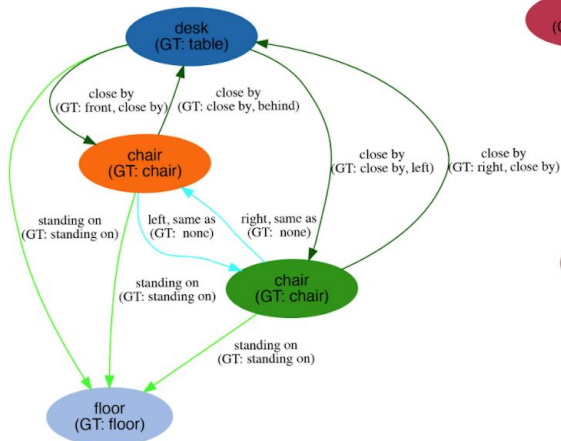 desk
(GT: table)
close by
(GT: front, close by)
close by
(GT: close by, behind)
chair
(GT: chair)
close by
(GT: close by, left)
close by
(GT: right, close by)
standing on
(GT: standing on)
left, same as
(GT: none)
right, same as
(GT: none)
standing on
(GT: standing on)
chair
(GT: chair)
standing on
(GT: standing on)
floor
(GT: floor)